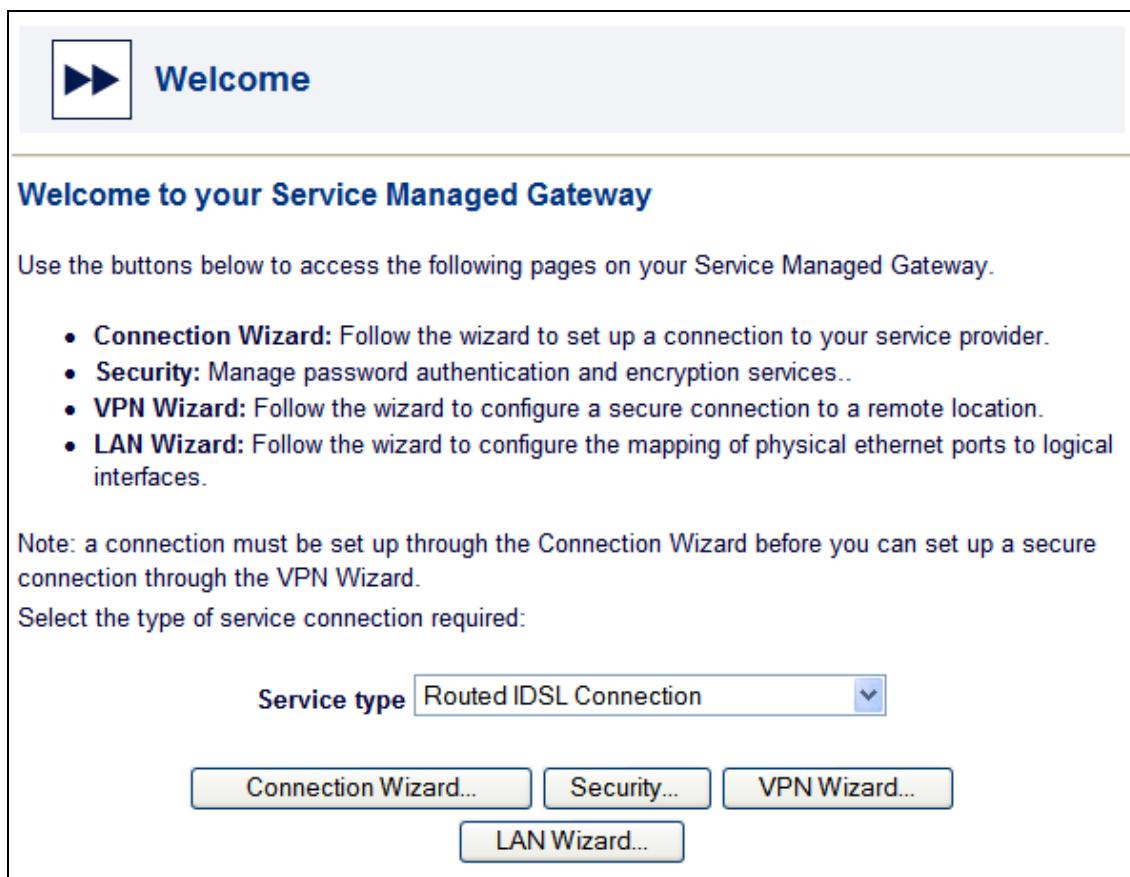 Welcome
Welcome to your Service Managed Gateway
Use the buttons below to access the following pages on your Service Managed Gateway.
• Connection Wizard: Follow the wizard to set up a connection to your service provider.
• Security: Manage password authentication and encryption services..
• VPN Wizard: Follow the wizard to configure a secure connection to a remote location.
• LAN Wizard: Follow the wizard to configure the mapping of physical ethernet ports to logical
interfaces.
Note: a connection must be set up through the Connection Wizard before you can set up a secure
connection through the VPN Wizard.
Select the type of service connection required:
Service type Routed IDSL Connection
Connection Wizard... Security... VPN Wizard...
LAN Wizard...